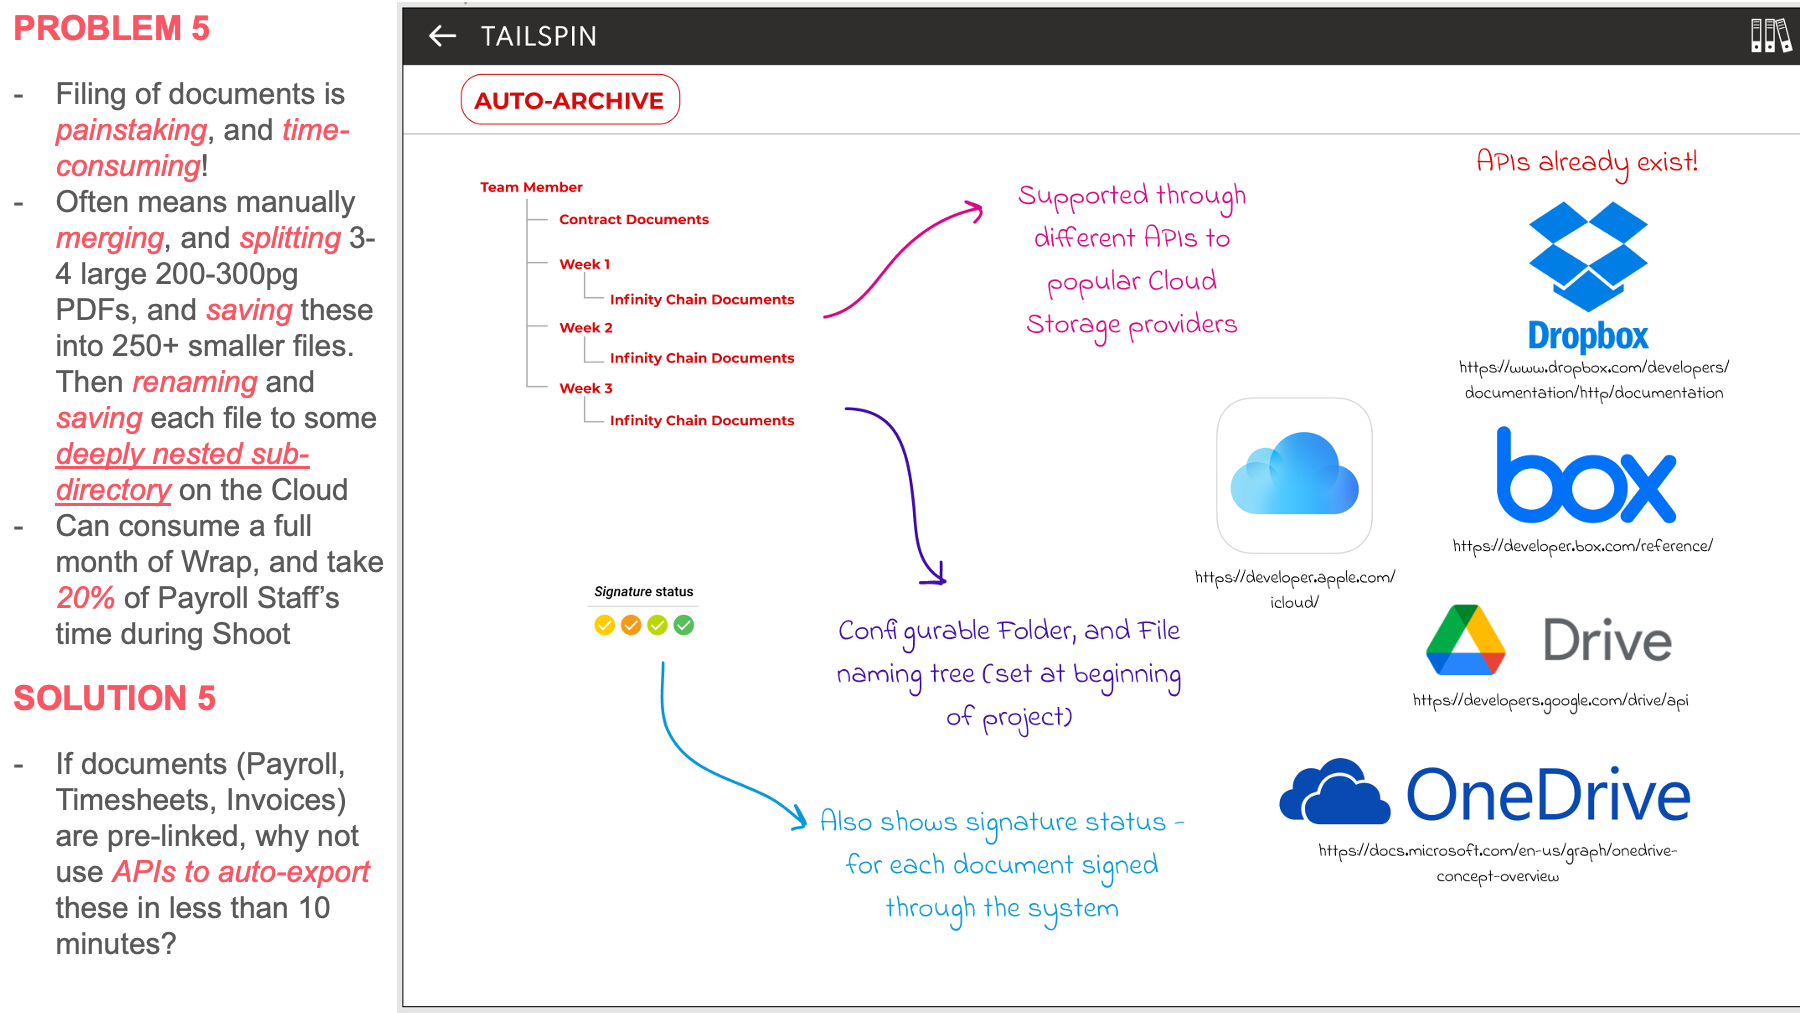 PROBLEM 5
- Filing of documents is
painstaking, and time-
consuming!
- Often means manually
merging, and splitting 3-
4 large 200-300pg
PDFs, and saving these
into 250+ smaller files.
Then renaming and
saving each file to some
deeply nested sub-
directory on the Cloud
- Can consume a full
month of Wrap, and take
20% of Payroll Staff's
time during Shoot
SOLUTION 5
- If documents (Payroll,
Timesheets, Invoices)
are pre-linked, why not
use APIs to auto-export
these in less than 10
minutes?
TAILSPIN
AUTO-ARCHIVE
Team Member
Contract Documents
Week 1
Infinity Chain Documents
Week 2
Infinity Chain Documents
Week 3
Infinity Chain Documents
Supported through
different APIs to
popular Cloud
Storage providers
Signature status
Configurable Folder, and File
naming tree (set at beginning
of project)
Also shows signature status -
for each document signed
through the system
APIs already exist!
Dropbox
https://www.dropbox.com/developers/
documentation/http/documentation
box
https://developer.box.com/reference/
https://developer.apple.com/
icloud/
Drive
https://developers.google.com/drive/api
OneDrive
https://docs.microsoft.com/en-us/graph/onedrive-
concept-overview